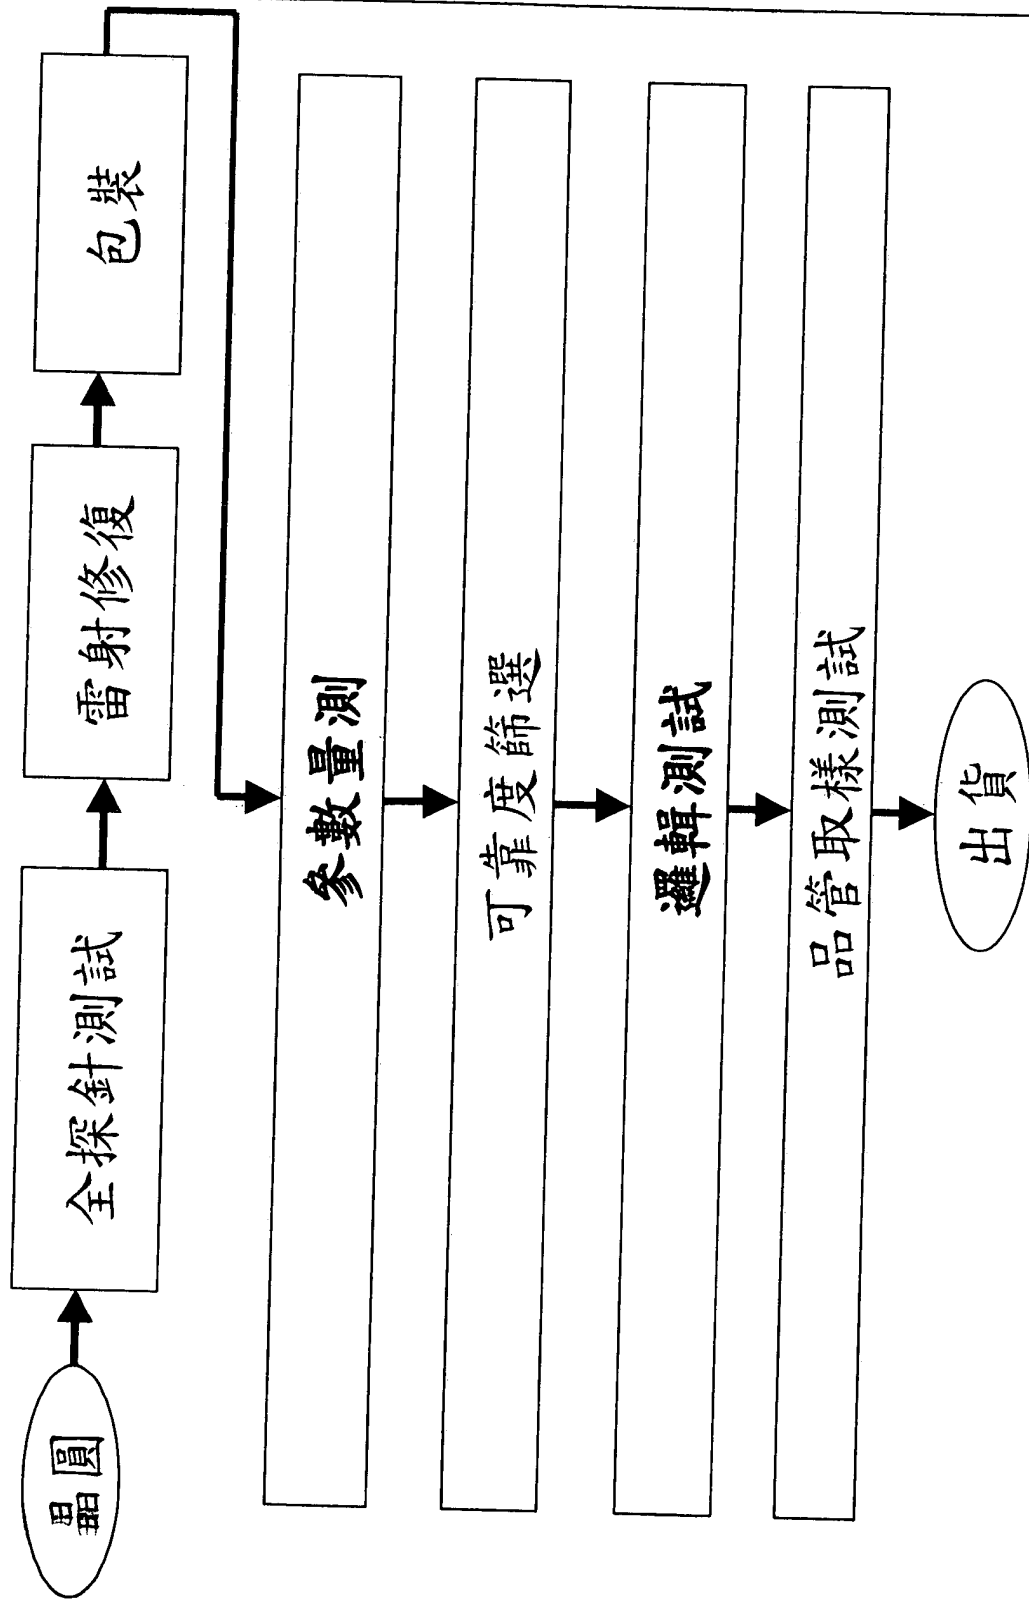 晶圓
全探針測試
雷射修復
包裝
參數量測
可靠度篩選
邏輯測試
品管取樣測試
出貨